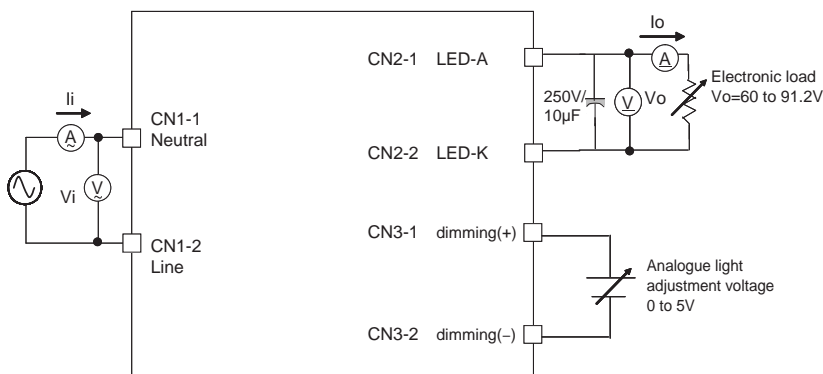 Io
CN2-1 LED-A
A
Electronic load
Vo=60 to 91.2V
250V/
10µF
V
Vo
Ii
CN1-1
Neutral
A
~
CN2-2 LED-K
Vi
V
~
CN1-2
Line
CN3-1 dimming(+)
Analogue light
adjustment voltage
0 to 5V
CN3-2 dimming(−)